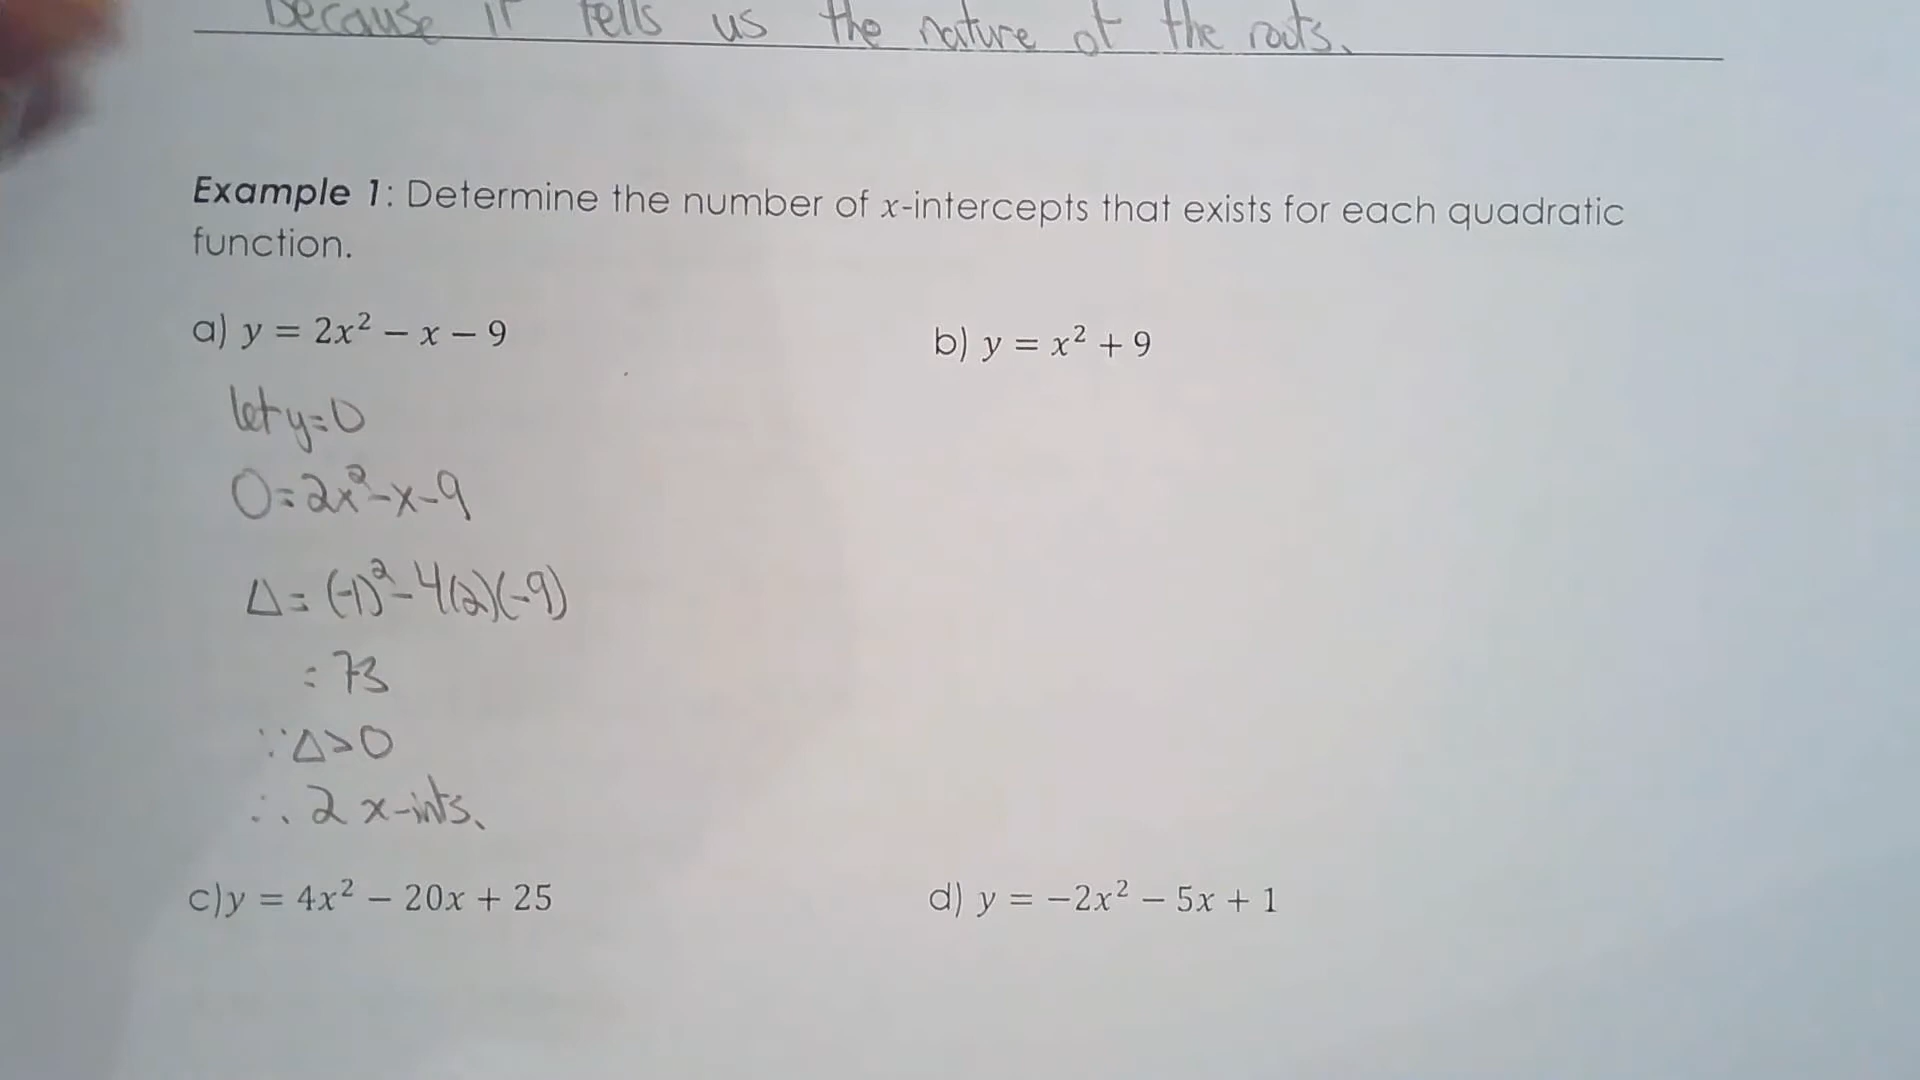 because it tells us the nature of the roots.
Example 1: Determine the number of x-intercepts that exists for each quadratic
function.
a) y = 2x² − x − 9
b) y = x² + 9
let y=0
0=2x²-x-9
Δ= (-1)²-4(2)(-9)
= 73
∵Δ>0
∴ 2 x-ints.
c)y = 4x² − 20x + 25
d) y = −2x² − 5x + 1